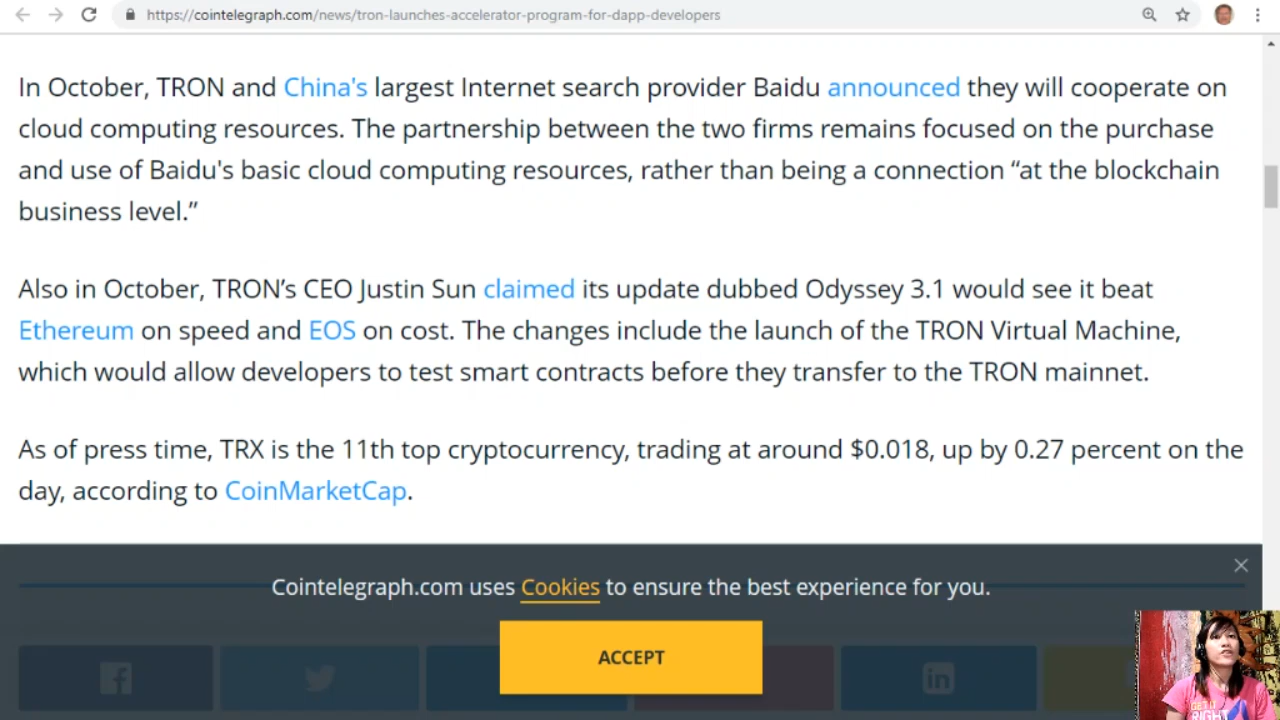 https://cointelegraph.com/news/tron-launches-accelerator-program-for-dapp-developers
In October, TRON and China's largest Internet search provider Baidu announced they will cooperate on
cloud computing resources. The partnership between the two firms remains focused on the purchase
and use of Baidu's basic cloud computing resources, rather than being a connection “at the blockchain
business level.”
Also in October, TRON’s CEO Justin Sun claimed its update dubbed Odyssey 3.1 would see it beat
Ethereum on speed and EOS on cost. The changes include the launch of the TRON Virtual Machine,
which would allow developers to test smart contracts before they transfer to the TRON mainnet.
As of press time, TRX is the 11th top cryptocurrency, trading at around $0.018, up by 0.27 percent on the
day, according to CoinMarketCap.
Cointelegraph.com uses Cookies to ensure the best experience for you.
ACCEPT
f
in
GET IT
RIGHT